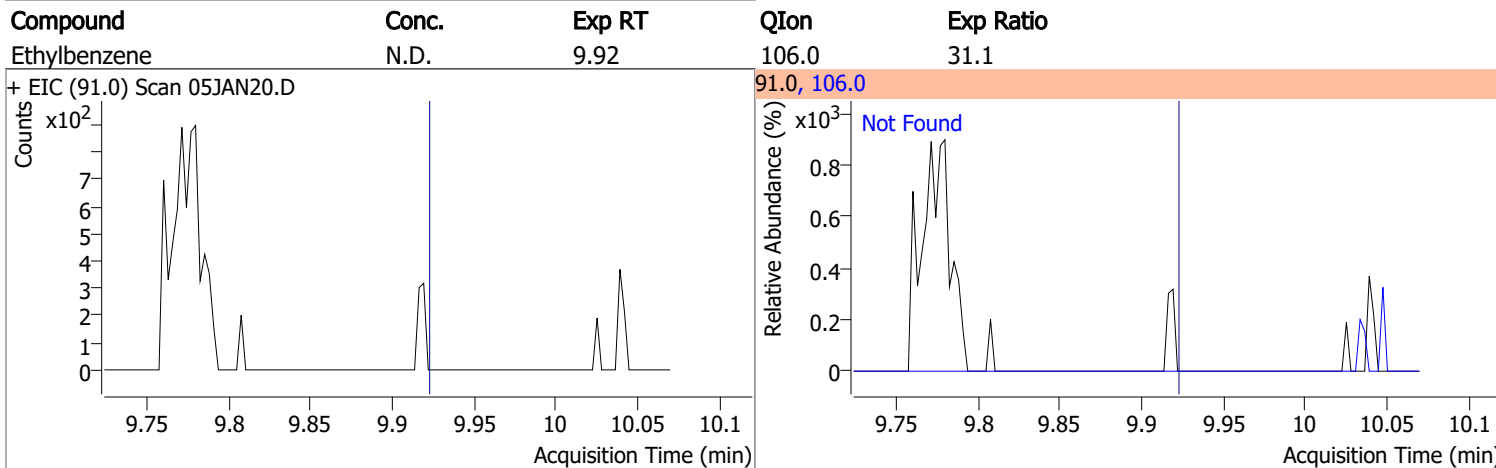 Compound Conc. Exp RT QIon Exp Ratio
Ethylbenzene N.D. 9.92 106.0 31.1
+ EIC (91.0) Scan 05JAN20.D
Counts
x10²
7
6
5
4
3
2
1
0
9.75 9.8 9.85 9.9 9.95 10 10.05 10.1
Acquisition Time (min)
91.0, 106.0
Relative Abundance (%)
x10³
Not Found
0.8
0.6
0.4
0.2
0
9.75 9.8 9.85 9.9 9.95 10 10.05 10.1
Acquisition Time (min)